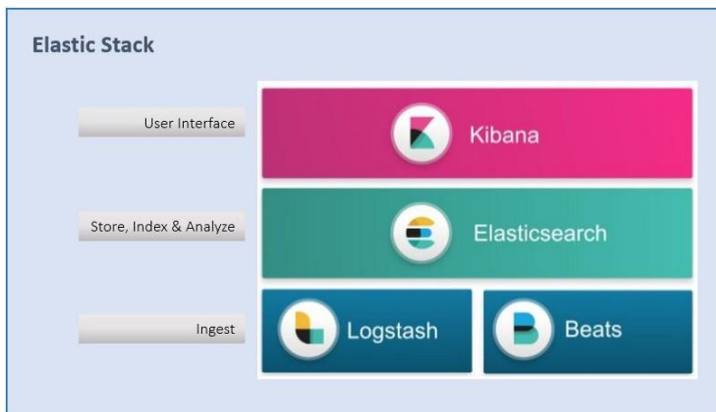 Elastic Stack
User Interface
Kibana
Store, Index & Analyze
Elasticsearch
Ingest
Logstash
Beats